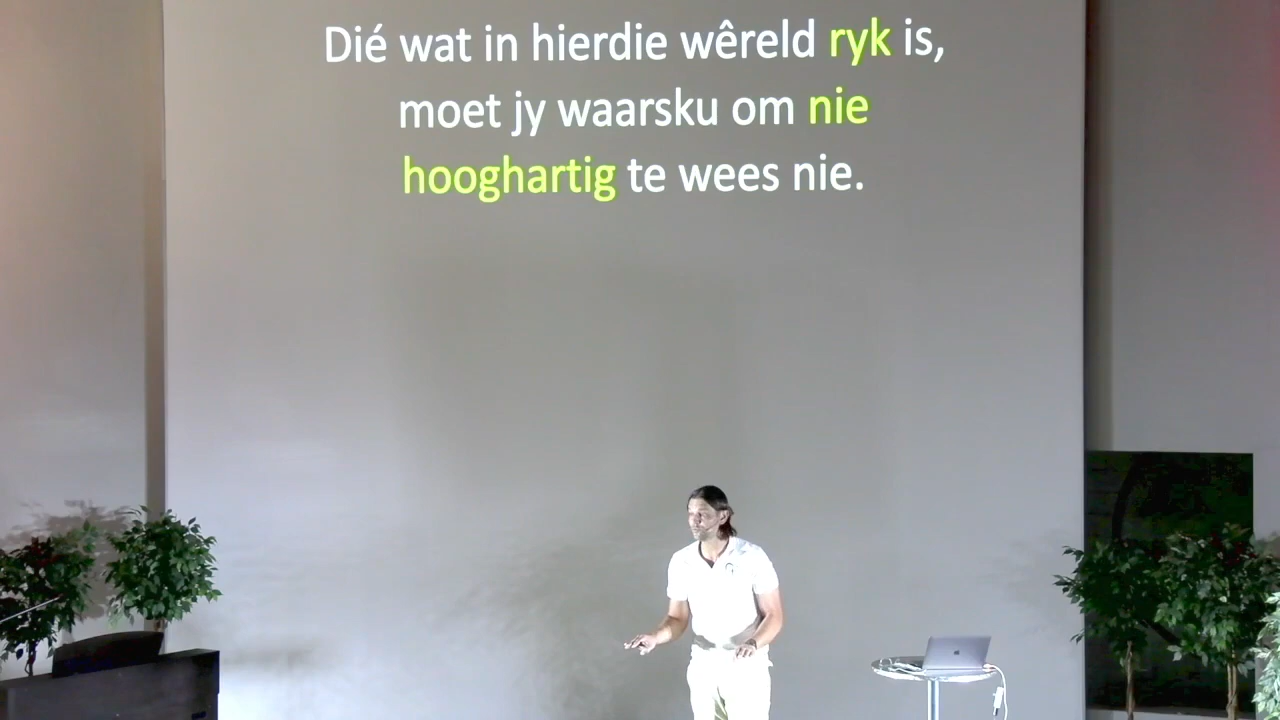 Dié wat in hierdie wêreld ryk is,
moet jy waarsku om nie
hooghartig te wees nie.